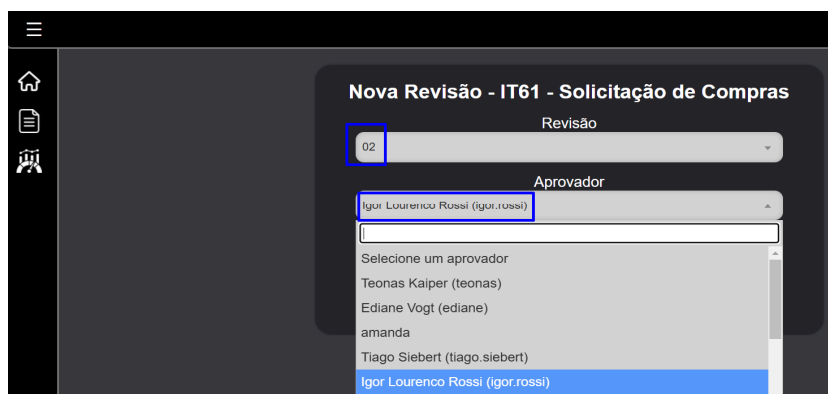 Nova Revisão - IT61 - Solicitação de Compras
Revisão
02
Aprovador
Igor Lourenco Rossi (igor.rossi)
Selecione um aprovador
Teonas Kaiper (teonas)
Ediane Vogt (ediane)
amanda
Tiago Siebert (tiago.siebert)
Igor Lourenco Rossi (igor.rossi)